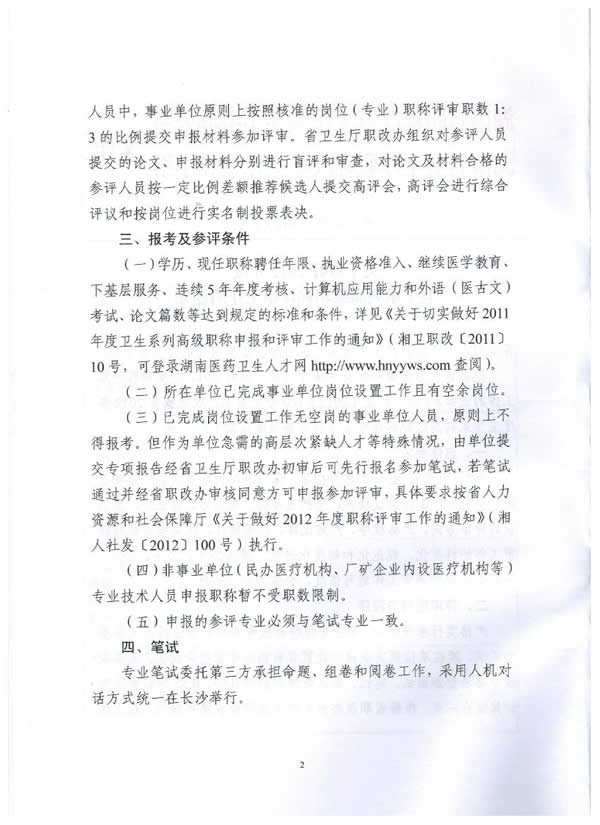 人员中，事业单位原则上按照核准的岗位（专业）职称评审职数 1:
3 的比例提交申报材料参加评审。省卫生厅职改办组织对参评人员
提交的论文、申报材料分别进行盲评和审查，对论文及材料合格的
参评人员按一定比例差额推荐候选人提交高评会，高评会进行综合
评议和按岗位进行实名制投票表决。
三、报考及参评条件
（一）学历、现任职称聘任年限、执业资格准入、继续医学教育、
下基层服务、连续 5 年年度考核、计算机应用能力和外语（医古文）
考试、论文篇数等达到规定的标准和条件，详见《关于切实做好 2011
年度卫生系列高级职称申报和评审工作的通知》（湘卫职改〔2011〕
10 号，可登录湖南医药卫生人才网 http://www.hnyyws.com 查阅）。
（二）所在单位已完成事业单位岗位设置工作且有空余岗位。
（三）已完成岗位设置工作无空岗的事业单位人员，原则上不
得报考。但作为单位急需的高层次紧缺人才等特殊情况，由单位提
交专项报告经省卫生厅职改办初审后可先行报名参加笔试，若笔试
通过并经省职改办审核同意方可申报参加评审，具体要求按省人力
资源和社会保障厅《关于做好 2012 年度职称评审工作的通知》（湘
人社发〔2012〕100 号）执行。
（四）非事业单位（民办医疗机构、厂矿企业内设医疗机构等）
专业技术人员申报职称暂不受职数限制。
（五）申报的参评专业必须与笔试专业一致。
四、笔试
专业笔试委托第三方承担命题、组卷和阅卷工作，采用人机对
话方式统一在长沙举行。
2